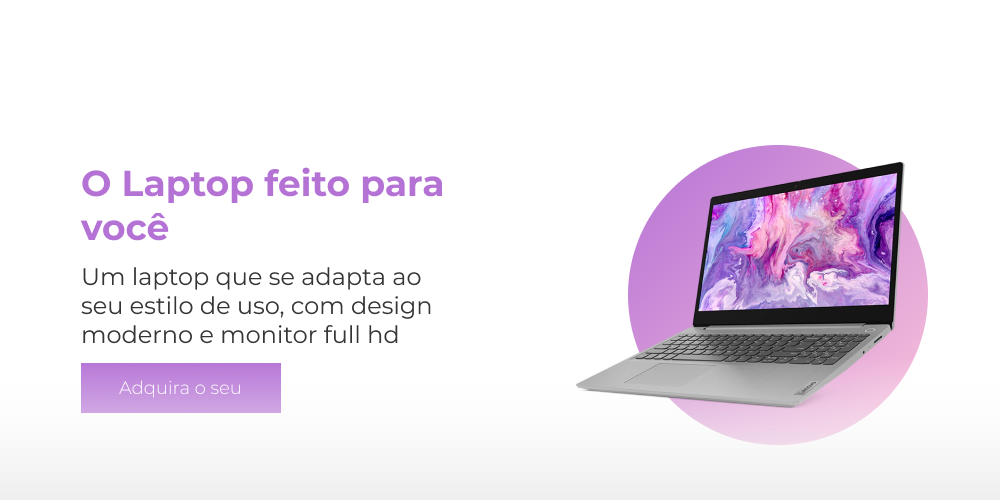 O Laptop feito para
você
Um laptop que se adapta ao
seu estilo de uso, com design
moderno e monitor full hd
Adquira o seu
Lenovo